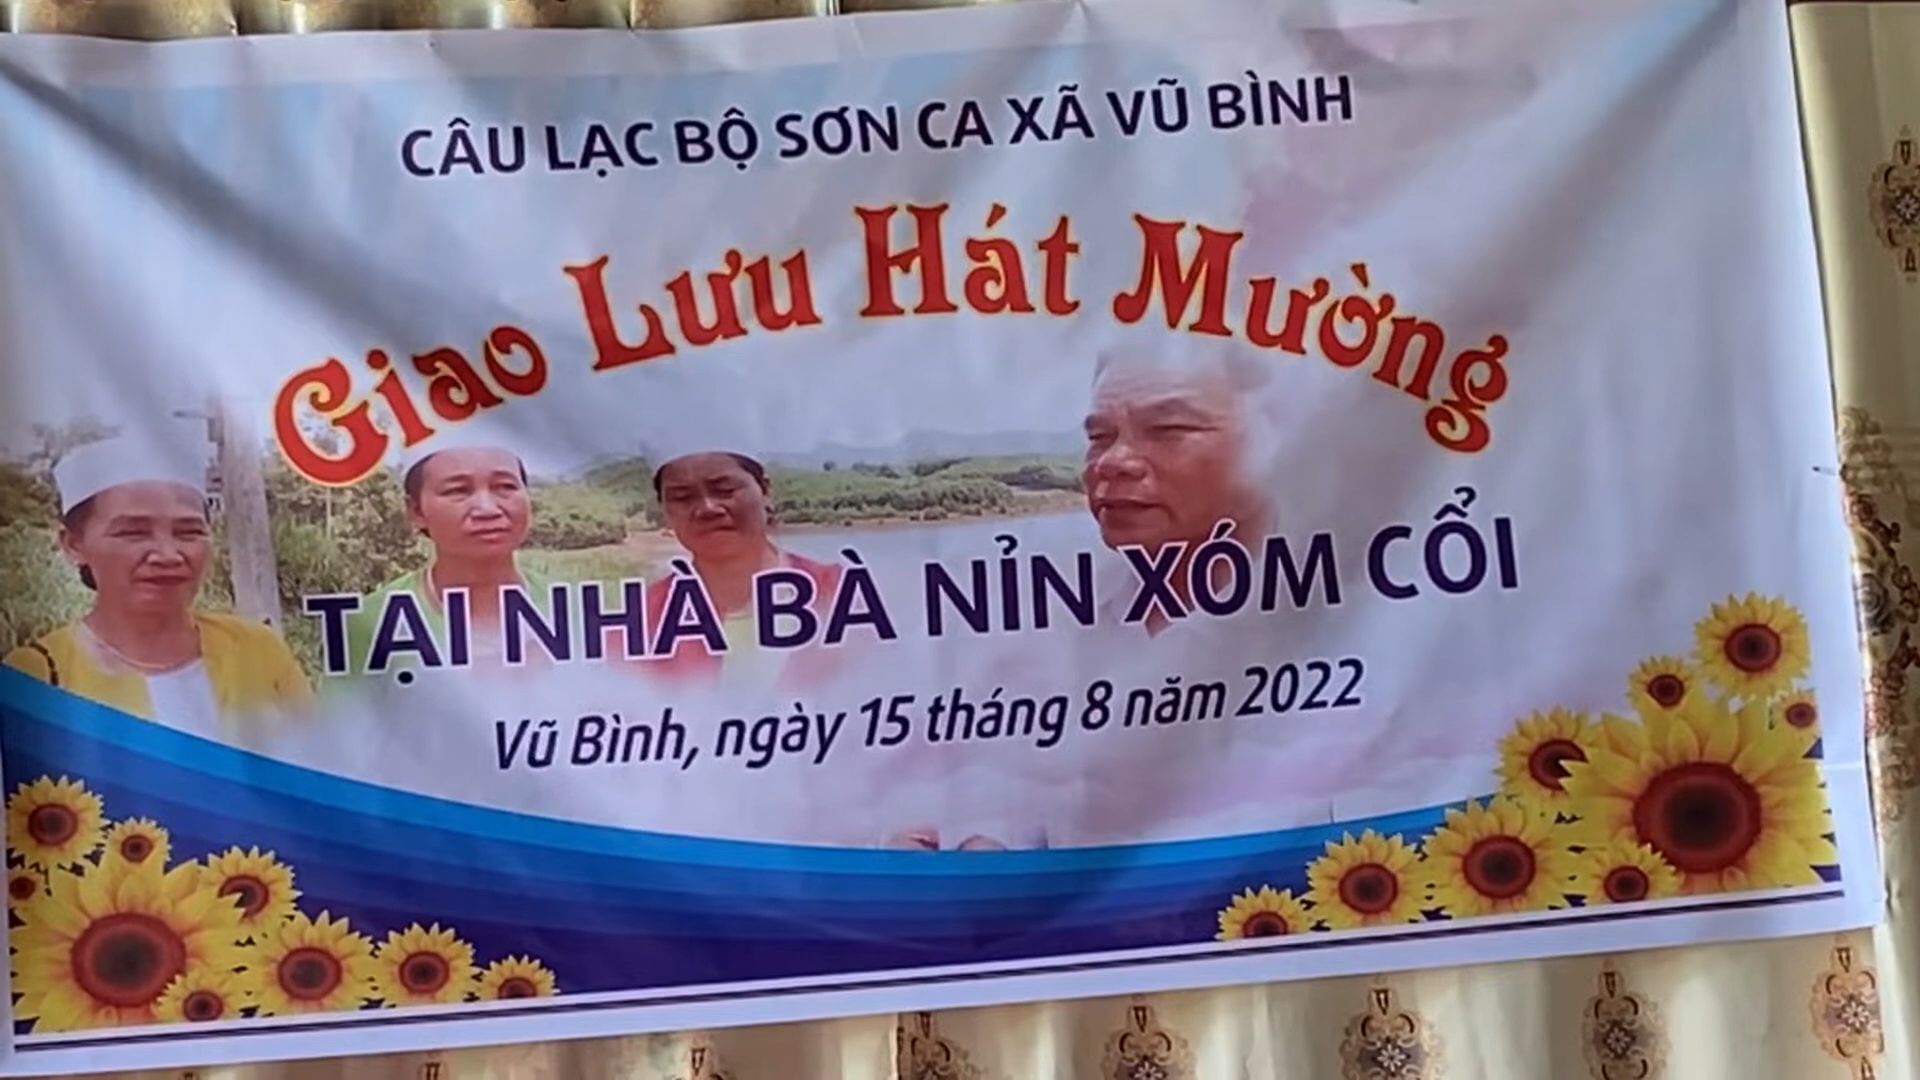 CÂU LẠC BỘ SƠN CA XÃ VŨ BÌNH
Giao Lưu Hát Mường
TẠI NHÀ BÀ NỈN XÓM CỔI
Vũ Bình, ngày 15 tháng 8 năm 2022